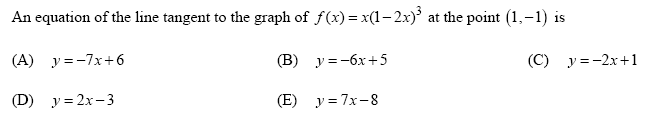 An equation of the line tangent to the graph of f(x) = x(1−2x)³ at the point (1,−1) is
(A) y=−7x+6 (B) y=−6x+5 (C) y=−2x+1
(D) y=2x−3 (E) y=7x−8